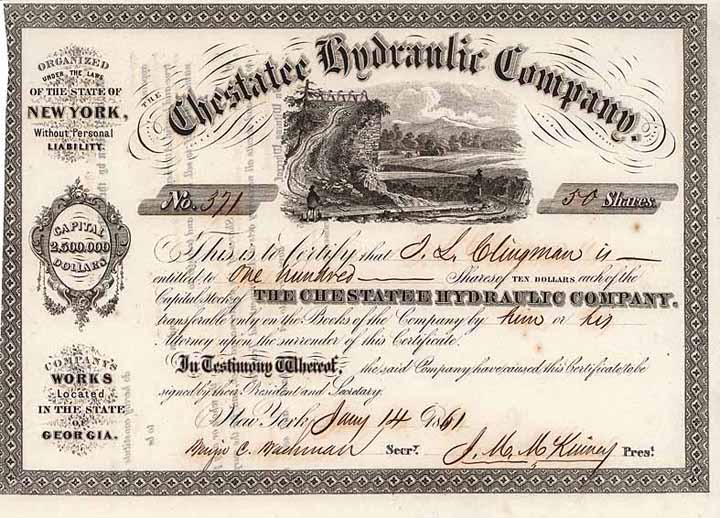 THE
Chestatee Hydraulic Company.
ORGANIZED
UNDER THE LAWS
OF THE STATE OF
NEW YORK,
Without Personal
LIABILITY.
No. 371
50 Shares
CAPITAL
2,500,000
DOLLARS
This is to Certify that T. L. Clingman is
entitled to One hundred Shares of TEN DOLLARS each of the
Capital Stock of THE CHESTATEE HYDRAULIC COMPANY.
transferable only on the Books of the Company by him or his
Attorney upon the surrender of this Certificate.
In Testimony Whereof, the said Company have caused this Certificate to be
signed by their President and Secretary.
COMPANY'S
WORKS
Located
IN THE STATE
OF
GEORGIA.
New York Jany 14 1861
C. Secr. J. M. McKinney Pres.